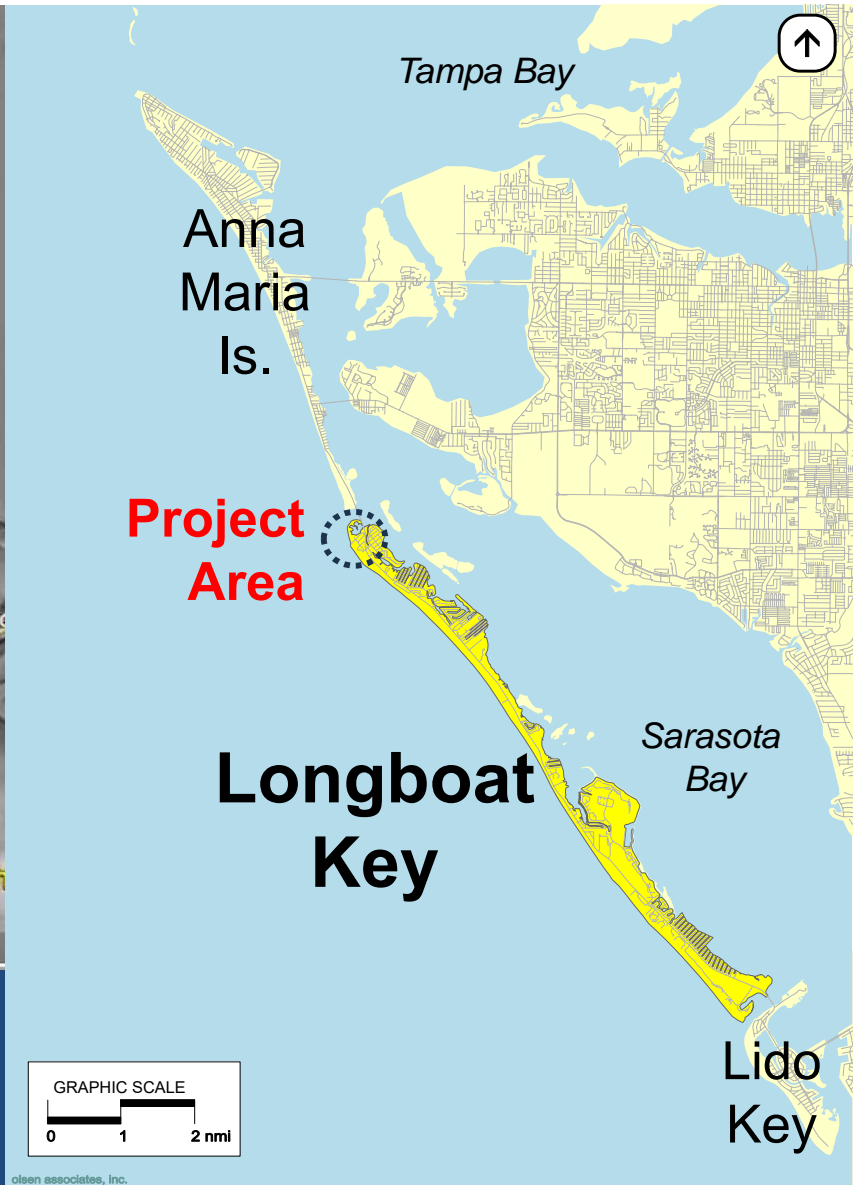 Tampa Bay
Anna
Maria
Is.
Project
Area
Sarasota
Bay
Longboat
Key
Lido
Key
GRAPHIC SCALE
0 1 2 nmi
olsen associates, inc.